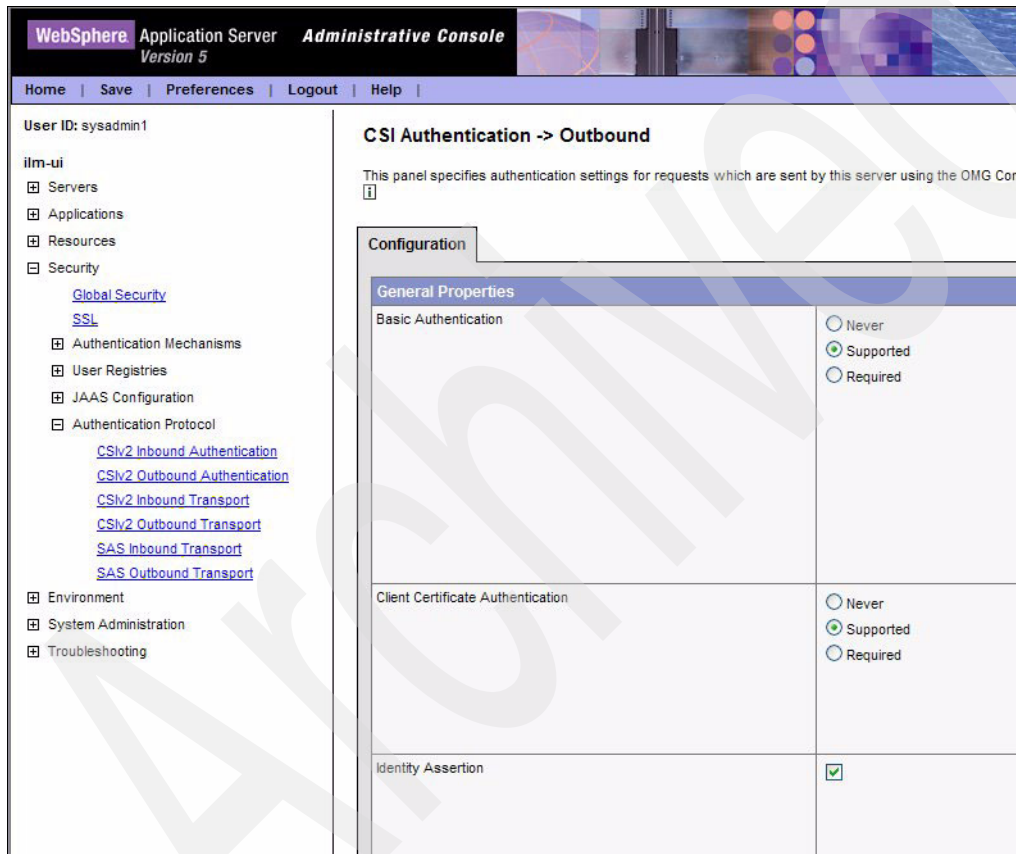 WebSphere. Application Server Administrative Console
Version 5
Home | Save | Preferences | Logout | Help |
User ID: sysadmin1
ilm-ui
Servers
Applications
Resources
Security
Global Security
SSL
Authentication Mechanisms
User Registries
JAAS Configuration
Authentication Protocol
CSIv2 Inbound Authentication
CSIv2 Outbound Authentication
CSIv2 Inbound Transport
CSIv2 Outbound Transport
SAS Inbound Transport
SAS Outbound Transport
Environment
System Administration
Troubleshooting
CSI Authentication -> Outbound
This panel specifies authentication settings for requests which are sent by this server using the OMG Cor
i
Configuration
General Properties
Basic Authentication
Never
Supported
Required
Client Certificate Authentication
Never
Supported
Required
Identity Assertion
Archived